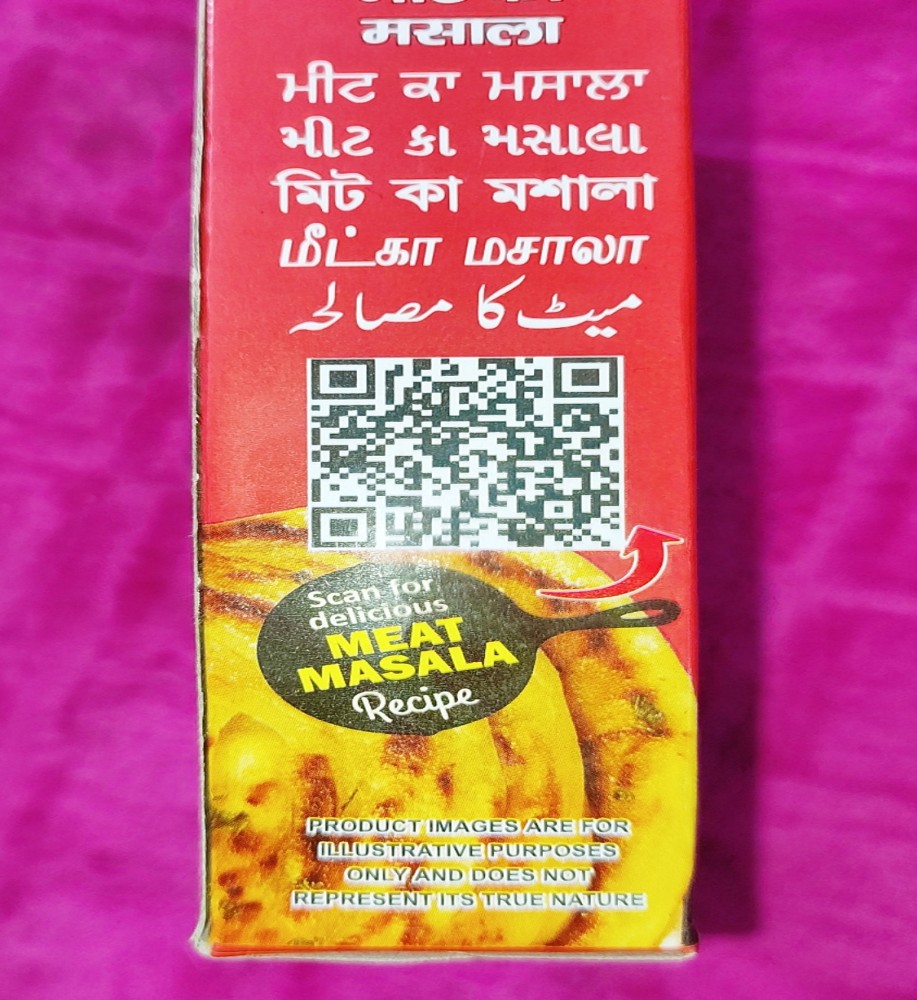 मसाला
ਮੀਟ ਕਾ ਮਸਾਲਾ
મીટ કા મસાલા
মিট কা মশালা
மீட்கா மசாலா
میٹ کا مصالحہ
Scan for
delicious
MEAT
MASALA
Recipe
PRODUCT IMAGES ARE FOR
ILLUSTRATIVE PURPOSES
ONLY AND DOES NOT
REPRESENT ITS TRUE NATURE